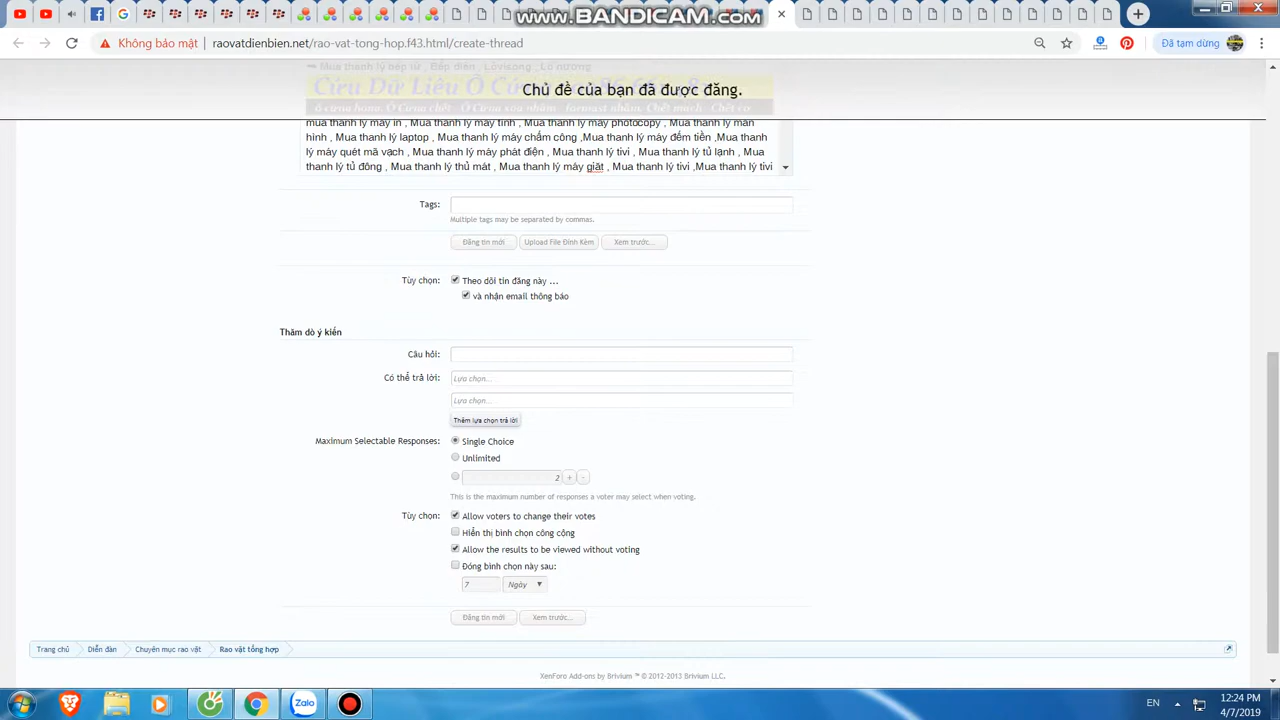 www.BANDICAM.com
Không bảo mật
raovatdienbien.net/rao-vat-tong-hop.f43.html/create-thread
Đã tạm dừng
Chủ đề của bạn đã được đăng.
mua thanh lý máy in , Mua thanh lý máy tính , Mua thanh lý máy photocopy , Mua thanh lý màn
hình , Mua thanh lý laptop , Mua thanh lý máy chấm công ,Mua thanh lý máy đếm tiền ,Mua thanh
lý máy quét mã vạch , Mua thanh lý máy phát điện , Mua thanh lý tivi , Mua thanh lý tủ lạnh , Mua
thanh lý tủ đông , Mua thanh lý thủ mát , Mua thanh lý máy giặt , Mua thanh lý tivi ,Mua thanh lý tivi
Tags:
Multiple tags may be separated by commas.
Đăng tin mới
Upload File Đính Kèm
Xem trước...
Tùy chọn:
Theo dõi tin đăng này ...
và nhận email thông báo
Thăm dò ý kiến
Câu hỏi:
Có thể trả lời:
Lựa chọn...
Lựa chọn...
Thêm lựa chọn trả lời
Maximum Selectable Responses:
Single Choice
Unlimited
2 + -
This is the maximum number of responses a voter may select when voting.
Tùy chọn:
Allow voters to change their votes
Hiển thị bình chọn công cộng
Allow the results to be viewed without voting
Đóng bình chọn này sau:
7
Ngày
Đăng tin mới
Xem trước...
Trang chủ
Diễn đàn
Chuyên mục rao vặt
Rao vặt tổng hợp
XenForo Add-ons by Brivium ™ © 2012-2013 Brivium LLC.
Zalo
EN
12:24 PM
4/7/2019